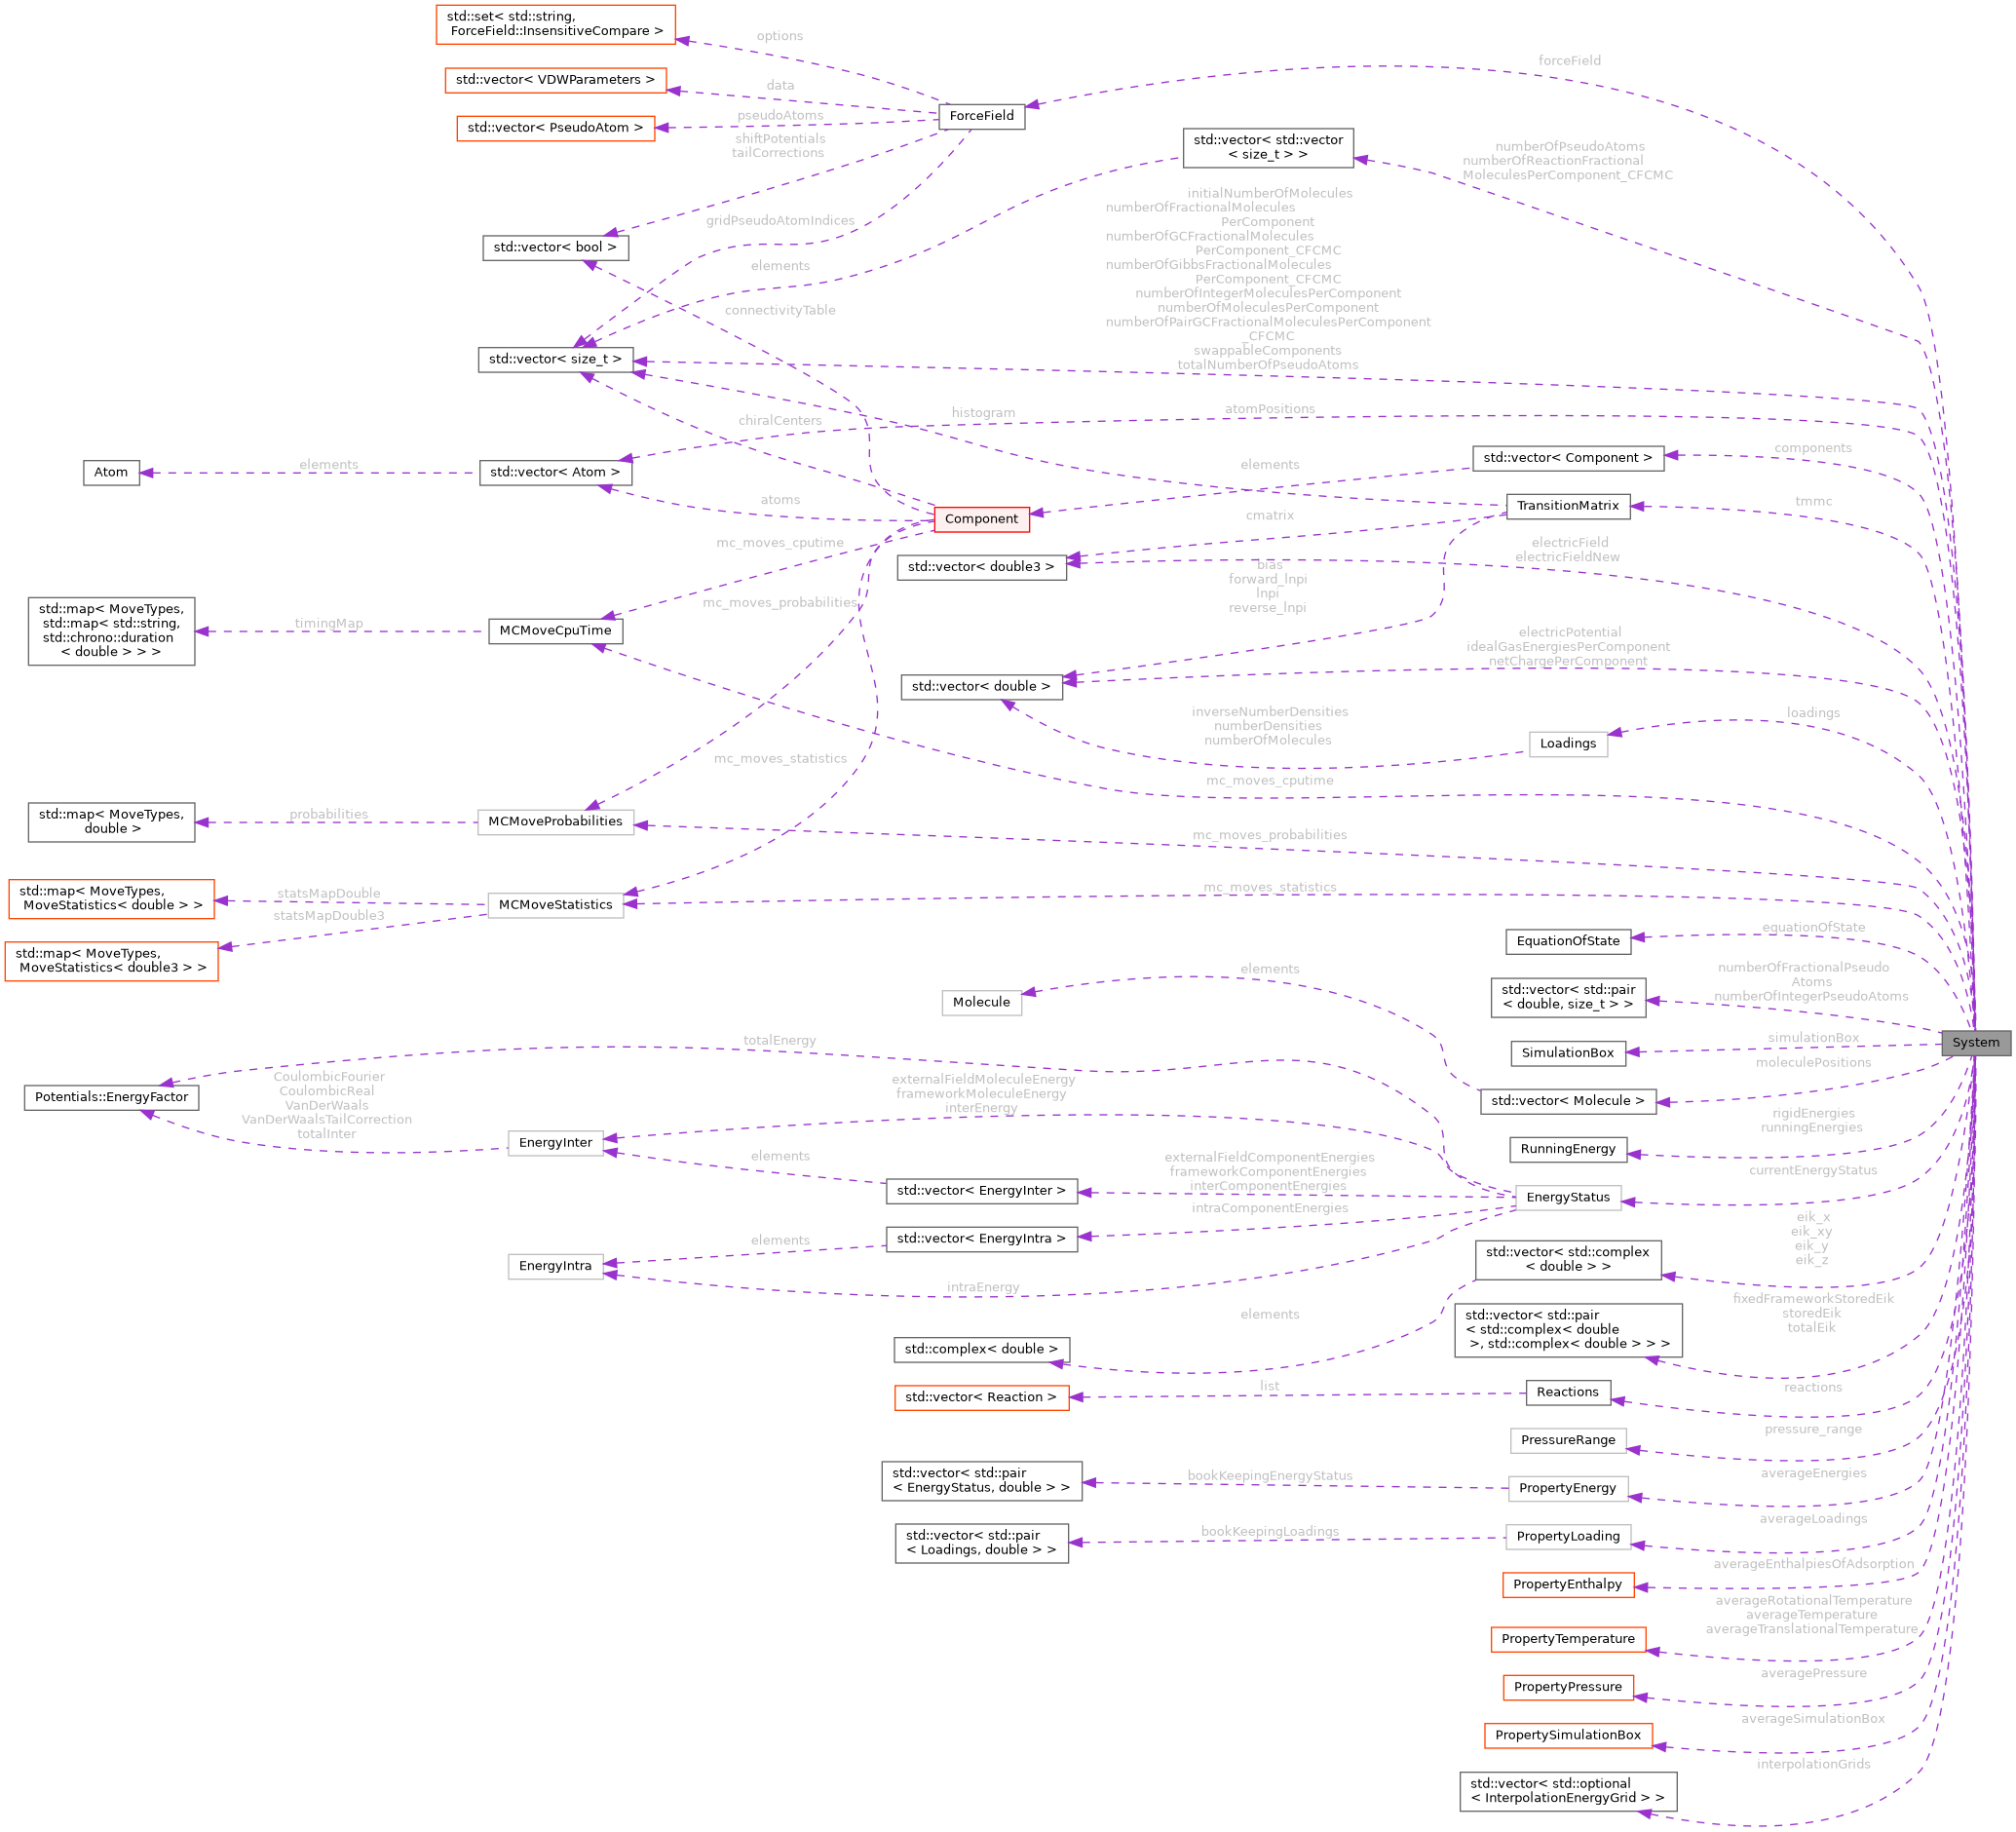 std::set< std::string,
ForceField::InsensitiveCompare >
options
forceField
std::vector< VDWParameters >
data
ForceField
std::vector< PseudoAtom >
pseudoAtoms
shiftPotentials
tailCorrections
std::vector< std::vector
< size_t > >
numberOfPseudoAtoms
numberOfReactionFractional
MoleculesPerComponent_CFCMC
gridPseudoAtomIndices
std::vector< bool >
elements
initialNumberOfMolecules
numberOfFractionalMolecules
PerComponent
numberOfGCFractionalMolecules
PerComponent_CFCMC
numberOfGibbsFractionalMolecules
PerComponent_CFCMC
numberOfIntegerMoleculesPerComponent
numberOfMoleculesPerComponent
numberOfPairGCFractionalMoleculesPerComponent
_CFCMC
swappableComponents
totalNumberOfPseudoAtoms
connectivityTable
std::vector< size_t >
chiralCenters
histogram
atomPositions
Atom
elements
std::vector< Atom >
atoms
elements
std::vector< Component >
components
Component
cmatrix
TransitionMatrix
tmmc
mc_moves_cputime
std::vector< double3 >
electricField
electricFieldNew
bias
forward_lnpi
lnpi
reverse_lnpi
std::map< MoveTypes,
std::map< std::string,
std::chrono::duration
< double > > >
timingMap
MCMoveCpuTime
mc_moves_probabilities
electricPotential
idealGasEnergiesPerComponent
netChargePerComponent
std::vector< double >
inverseNumberDensities
numberDensities
numberOfMolecules
Loadings
loadings
mc_moves_statistics
mc_moves_cputime
std::map< MoveTypes,
double >
probabilities
MCMoveProbabilities
mc_moves_probabilities
std::map< MoveTypes,
MoveStatistics< double > >
statsMapDouble
MCMoveStatistics
mc_moves_statistics
statsMapDouble3
std::map< MoveTypes,
MoveStatistics< double3 > >
EquationOfState
equationOfState
Molecule
elements
std::vector< std::pair
< double, size_t > >
numberOfFractionalPseudo
Atoms
numberOfIntegerPseudoAtoms
System
SimulationBox
simulationBox
totalEnergy
moleculePositions
Potentials::EnergyFactor
CoulombicFourier
CoulombicReal
VanDerWaals
VanDerWaalsTailCorrection
totalInter
externalFieldMoleculeEnergy
frameworkMoleculeEnergy
interEnergy
std::vector< Molecule >
rigidEnergies
runningEnergies
EnergyInter
elements
RunningEnergy
externalFieldComponentEnergies
frameworkComponentEnergies
interComponentEnergies
currentEnergyStatus
std::vector< EnergyInter >
EnergyStatus
intraComponentEnergies
std::vector< EnergyIntra >
elements
EnergyIntra
intraEnergy
eik_x
eik_xy
eik_y
eik_z
std::vector< std::complex
< double > >
elements
fixedFrameworkStoredEik
storedEik
totalEik
std::vector< std::pair
< std::complex< double
>, std::complex< double > > >
std::complex< double >
std::vector< Reaction >
list
Reactions
reactions
PressureRange
pressure_range
std::vector< std::pair
< EnergyStatus, double > >
bookKeepingEnergyStatus
PropertyEnergy
averageEnergies
std::vector< std::pair
< Loadings, double > >
bookKeepingLoadings
PropertyLoading
averageLoadings
averageEnthalpiesOfAdsorption
PropertyEnthalpy
averageRotationalTemperature
averageTemperature
averageTranslationalTemperature
PropertyTemperature
averagePressure
PropertyPressure
averageSimulationBox
PropertySimulationBox
interpolationGrids
std::vector< std::optional
< InterpolationEnergyGrid > >